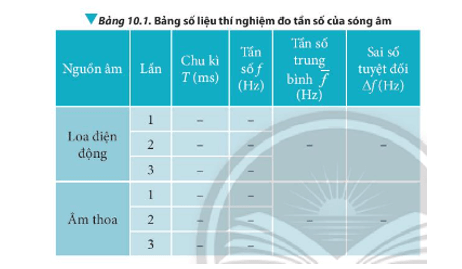 ▼Bảng 10.1. Bảng số liệu thí nghiệm đo tần số của sóng âm
Nguồn âm Lần Chu kì T (ms) Tần số f (Hz) Tần số trung bình f̅ (Hz) Sai số tuyệt đối Δf (Hz)
Loa điện động
1 – –
2 – – – –
3 – –
Âm thoa
1 – –
2 – – – –
3 – –